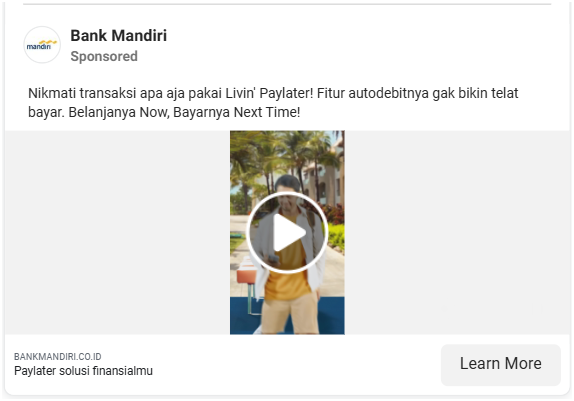 mandiri
Bank Mandiri
Sponsored
Nikmati transaksi apa aja pakai Livin' Paylater! Fitur autodebitnya gak bikin telat
bayar. Belanjanya Now, Bayarnya Next Time!
BANKMANDIRI.CO.ID
Paylater solusi finansialmu
Learn More